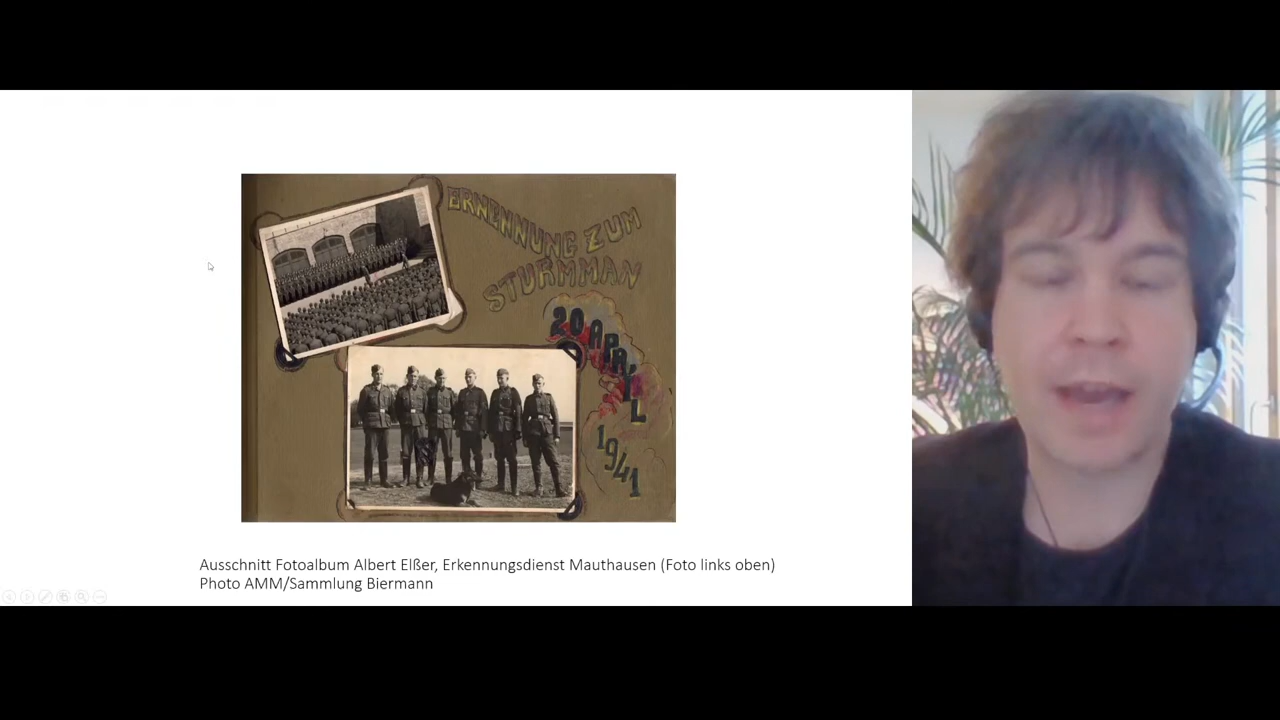 ERNENNUNG ZUM
STURMMAN
20 APRIL
1941
Ausschnitt Fotoalbum Albert Elßer, Erkennungsdienst Mauthausen (Foto links oben)
Photo AMM/Sammlung Biermann